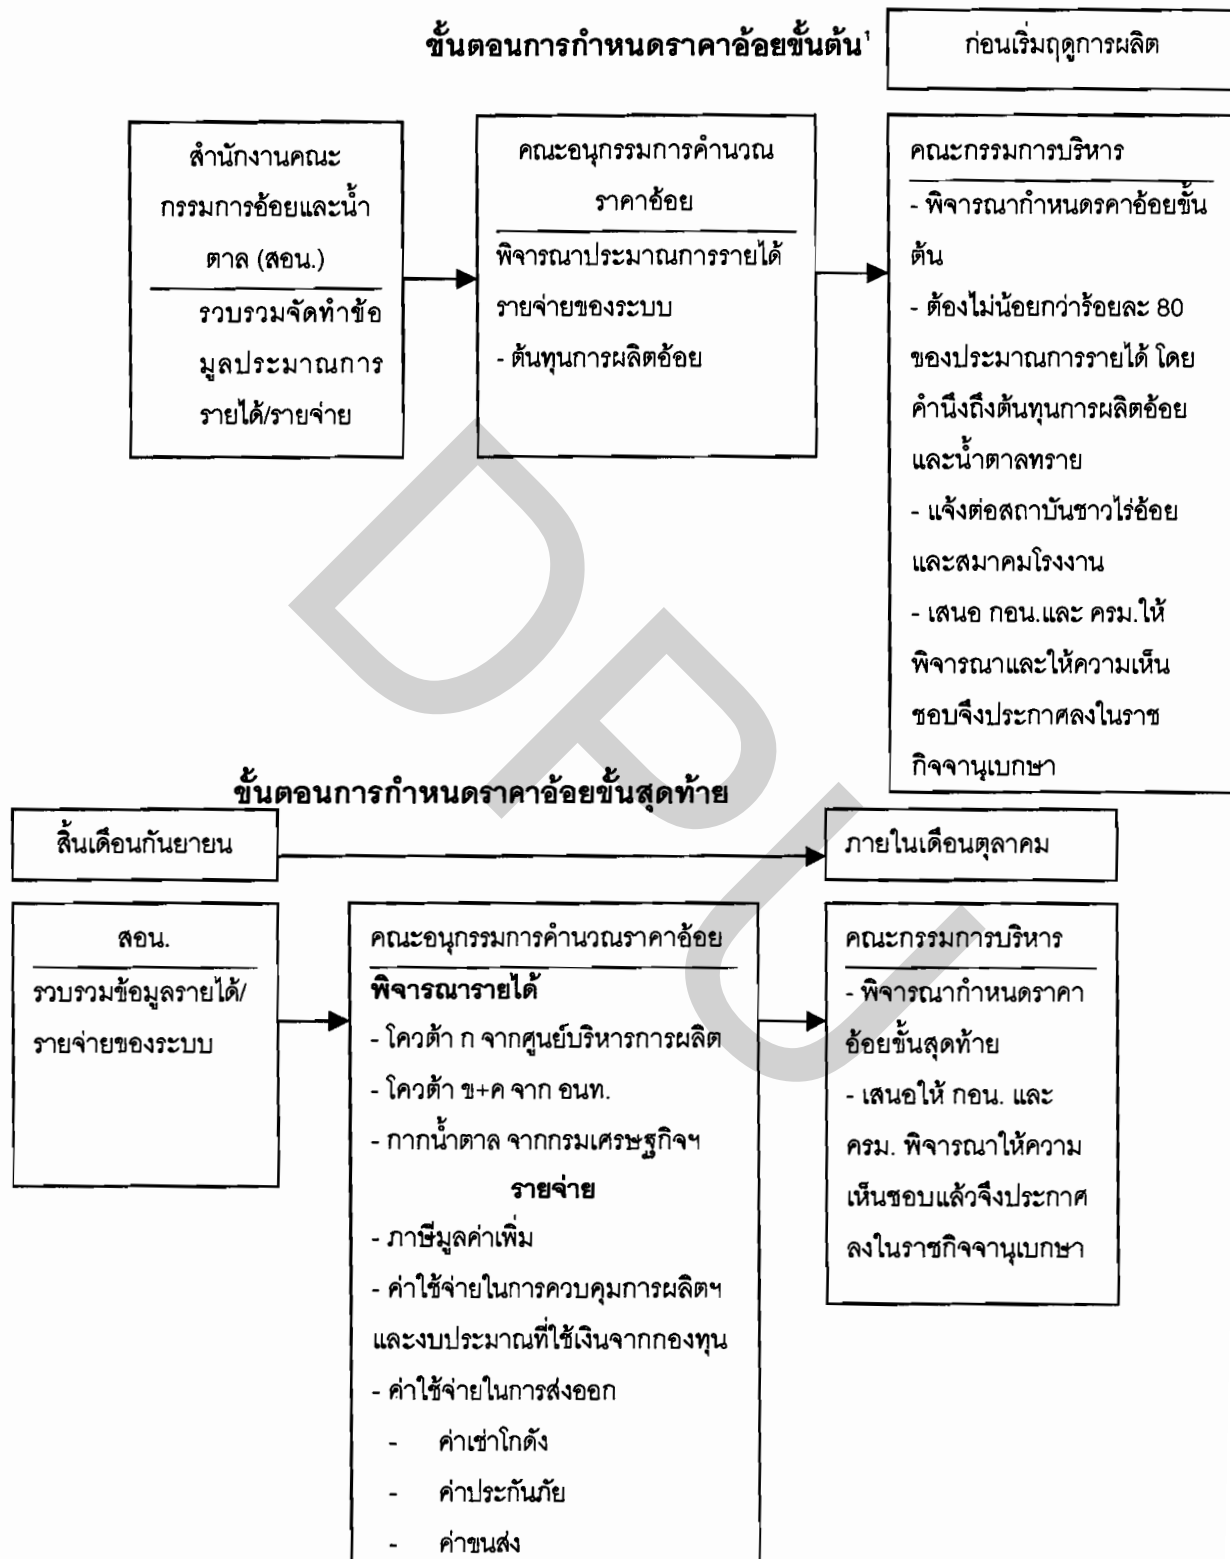 ขั้นตอนการกำหนดราคาอ้อยขั้นต้น¹
ก่อนเริ่มฤดูการผลิต
สำนักงานคณะ
กรรมการอ้อยและน้ำ
ตาล (สอน.)
รวบรวมจัดทำข้อ
มูลประมาณการ
รายได้/รายจ่าย
คณะอนุกรรมการคำนวณ
ราคาอ้อย
พิจารณาประมาณการรายได้
รายจ่ายของระบบ
- ต้นทุนการผลิตอ้อย
คณะกรรมการบริหาร
- พิจารณากำหนดรคาอ้อยขั้น
ต้น
- ต้องไม่น้อยกว่าร้อยละ 80
ของประมาณการรายได้ โดย
คำนึงถึงต้นทุนการผลิตอ้อย
และน้ำตาลทราย
- แจ้งต่อสถาบันชาวไร่อ้อย
และสมาคมโรงงาน
- เสนอ กอน.และ ครม.ให้
พิจารณาและให้ความเห็น
ชอบจึงประกาศลงในราช
กิจจานุเบกษา
ขั้นตอนการกำหนดราคาอ้อยขั้นสุดท้าย
สิ้นเดือนกันยายน
ภายในเดือนตุลาคม
สอน.
รวบรวมข้อมูลรายได้/
รายจ่ายของระบบ
คณะอนุกรรมการคำนวณราคาอ้อย
พิจารณารายได้
- โควต้า ก จากศูนย์บริหารการผลิต
- โควต้า ข+ค จาก อนท.
- กากน้ำตาล จากกรมเศรษฐกิจฯ
รายจ่าย
- ภาษีมูลค่าเพิ่ม
- ค่าใช้จ่ายในการควบคุมการผลิตฯ
และงบประมาณที่ใช้เงินจากกองทุน
- ค่าใช้จ่ายในการส่งออก
- ค่าเช่าโกดัง
- ค่าประกันภัย
- ค่าขนส่ง
คณะกรรมการบริหาร
- พิจารณากำหนดราคา
อ้อยขั้นสุดท้าย
- เสนอให้ กอน. และ
ครม. พิจารณาให้ความ
เห็นชอบแล้วจึงประกาศ
ลงในราชกิจจานุเบกษา
DPU